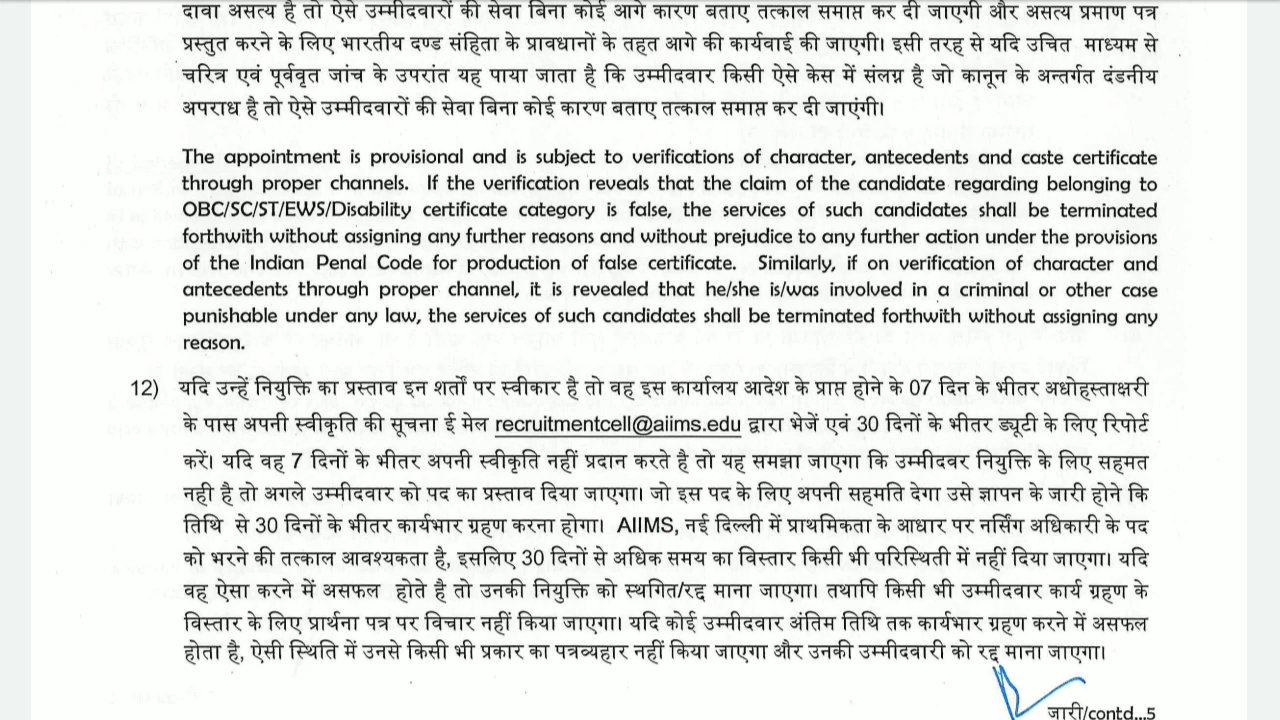 दावा असत्य है तो ऐसे उम्मीदवारों की सेवा बिना कोई आगे कारण बताए तत्काल समाप्त कर दी जाएगी और असत्य प्रमाण पत्र
प्रस्तुत करने के लिए भारतीय दण्ड संहिता के प्रावधानों के तहत आगे की कार्यवाई की जाएगी। इसी तरह से यदि उचित माध्यम से
चरित्र एवं पूर्ववृत जांच के उपरांत यह पाया जाता है कि उम्मीदवार किसी ऐसे केस में संलग्न है जो कानून के अन्तर्गत दंडनीय
अपराध है तो ऐसे उम्मीदवारों की सेवा बिना कोई कारण बताए तत्काल समाप्त कर दी जाएंगी।
The appointment is provisional and is subject to verifications of character, antecedents and caste certificate
through proper channels. If the verification reveals that the claim of the candidate regarding belonging to
OBC/SC/ST/EWS/Disability certificate category is false, the services of such candidates shall be terminated
forthwith without assigning any further reasons and without prejudice to any further action under the provisions
of the Indian Penal Code for production of false certificate. Similarly, if on verification of character and
antecedents through proper channel, it is revealed that he/she is/was involved in a criminal or other case
punishable under any law, the services of such candidates shall be terminated forthwith without assigning any
reason.
12) यदि उन्हें नियुक्ति का प्रस्ताव इन शर्तो पर स्वीकार है तो वह इस कार्यालय आदेश के प्राप्त होने के 07 दिन के भीतर अधोहस्ताक्षरी
के पास अपनी स्वीकृति की सूचना ई मेल recruitmentcell@aiims.edu द्वारा भेजें एवं 30 दिनों के भीतर ड्यूटी के लिए रिपोर्ट
करें। यदि वह 7 दिनों के भीतर अपनी स्वीकृति नहीं प्रदान करते है तो यह समझा जाएगा कि उम्मीदवर नियुक्ति के लिए सहमत
नही है तो अगले उम्मीदवार को पद का प्रस्ताव दिया जाएगा। जो इस पद के लिए अपनी सहमति देगा उसे ज्ञापन के जारी होने कि
तिथि से 30 दिनों के भीतर कार्यभार ग्रहण करना होगा। AIIMS, नई दिल्ली में प्राथमिकता के आधार पर नर्सिंग अधिकारी के पद
को भरने की तत्काल आवश्यकता है, इसलिए 30 दिनों से अधिक समय का विस्तार किसी भी परिस्थिती में नहीं दिया जाएगा। यदि
वह ऐसा करने में असफल होते है तो उनकी नियुक्ति को स्थगित/रद्द माना जाएगा। तथापि किसी भी उम्मीदवार कार्य ग्रहण के
विस्तार के लिए प्रार्थना पत्र पर विचार नहीं किया जाएगा। यदि कोई उम्मीदवार अंतिम तिथि तक कार्यभार ग्रहण करने में असफल
होता है, ऐसी स्थिति में उनसे किसी भी प्रकार का पत्रव्यहार नहीं किया जाएगा और उनकी उम्मीदवारी को रद्द माना जाएगा।
जारी/contd...5